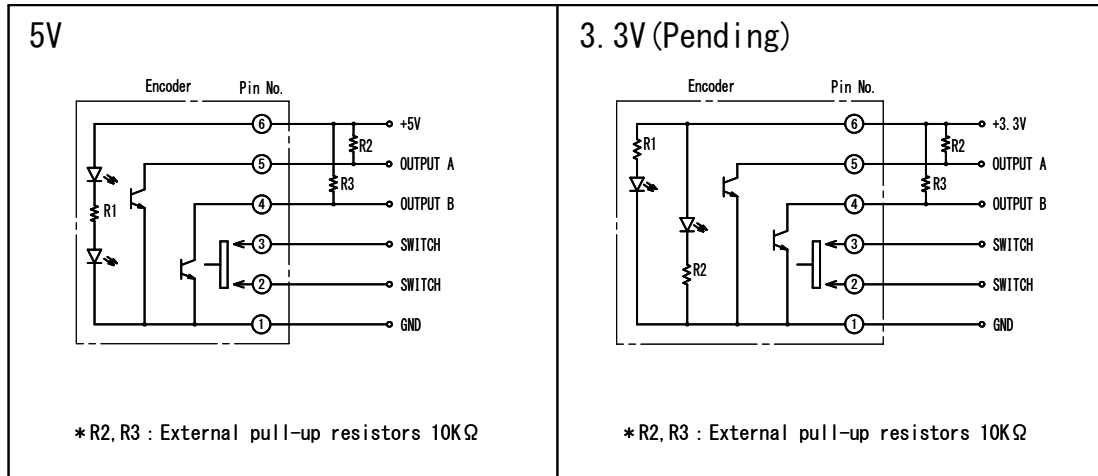 5V
Encoder Pin No.
6 +5V
R2
5 OUTPUT A
R3
4 OUTPUT B
R1
3 SWITCH
2 SWITCH
1 GND
*R2,R3 : External pull-up resistors 10KΩ
3.3V(Pending)
Encoder Pin No.
6 +3.3V
R1 R2
5 OUTPUT A
R3
4 OUTPUT B
3 SWITCH
R2
2 SWITCH
1 GND
*R2,R3 : External pull-up resistors 10KΩ